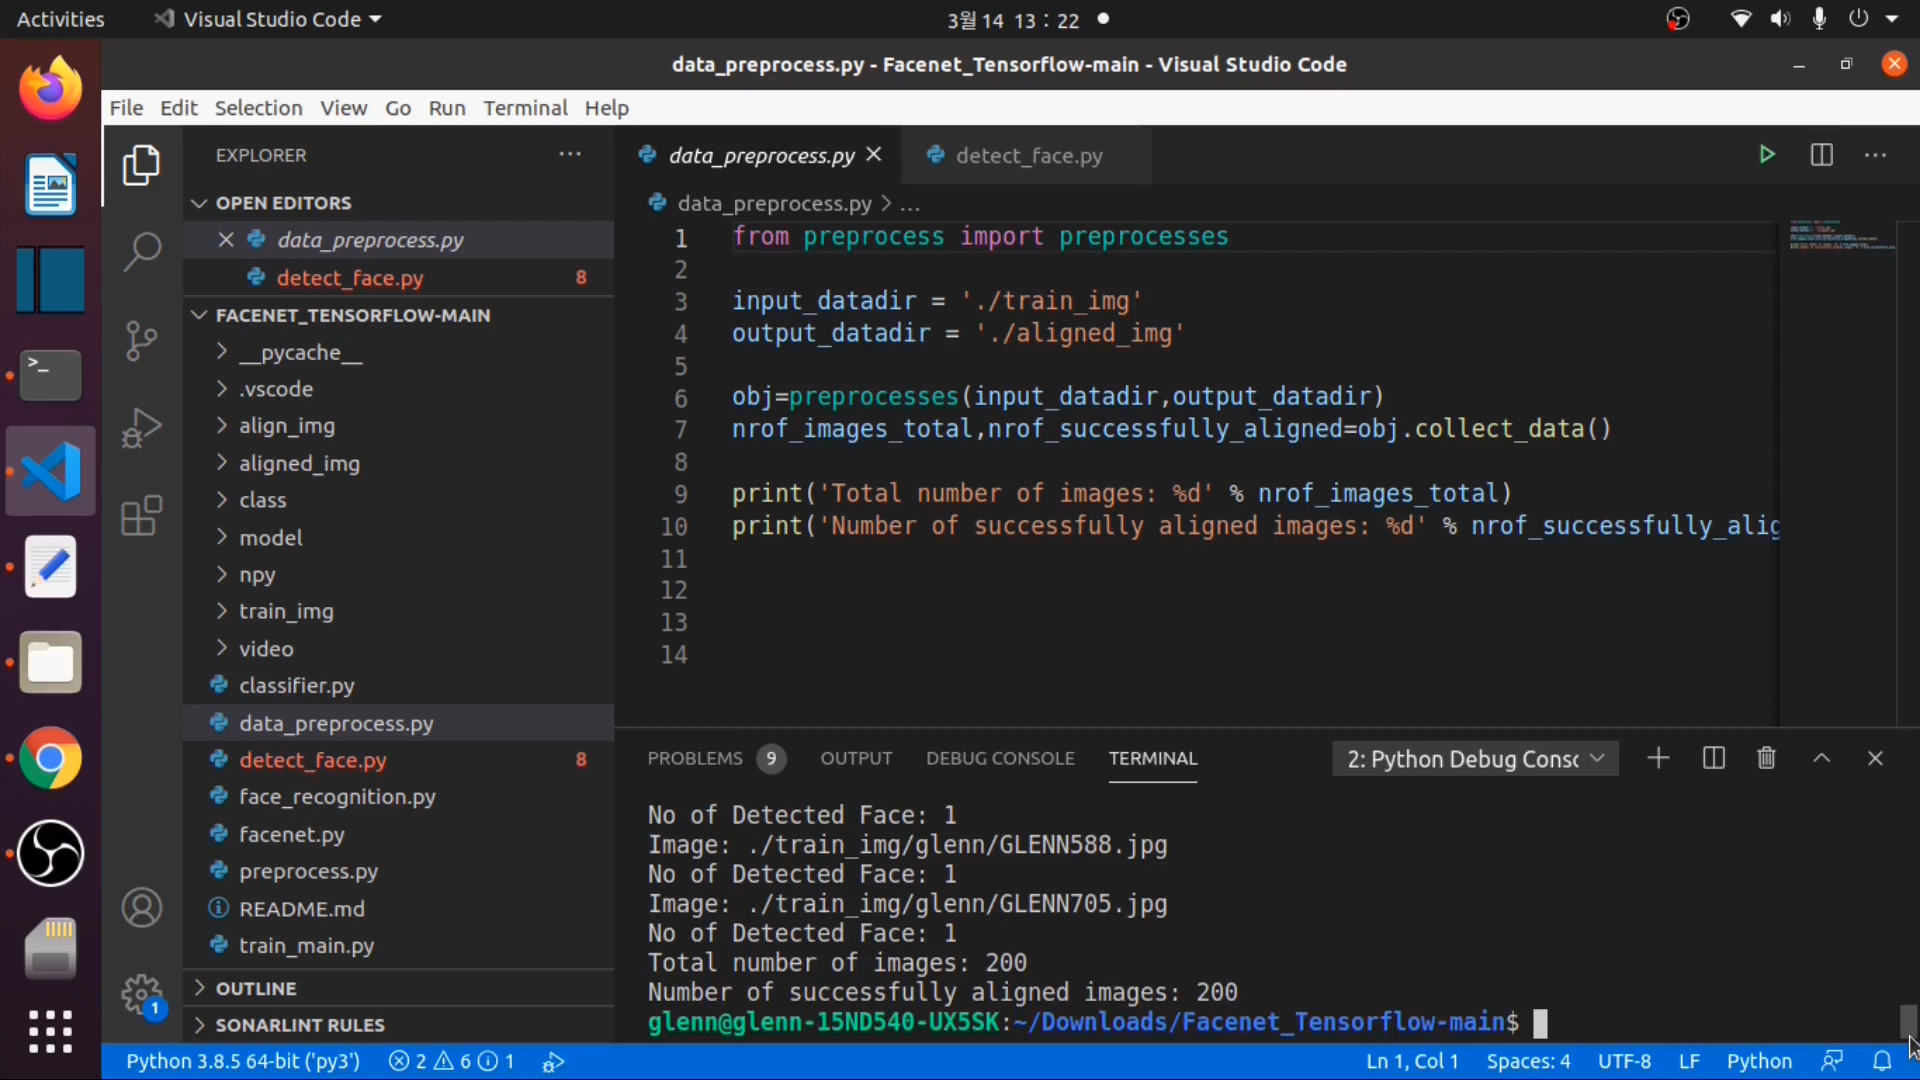 Activities
Visual Studio Code
3월 14 13：22
data_preprocess.py - Facenet_Tensorflow-main - Visual Studio Code
File Edit Selection View Go Run Terminal Help
EXPLORER
OPEN EDITORS
data_preprocess.py
detect_face.py 8
FACENET_TENSORFLOW-MAIN
__pycache__
.vscode
align_img
aligned_img
class
model
npy
train_img
video
classifier.py
data_preprocess.py
detect_face.py 8
face_recognition.py
facenet.py
preprocess.py
README.md
train_main.py
OUTLINE
SONARLINT RULES
1
data_preprocess.py
detect_face.py
data_preprocess.py > ...
1 from preprocess import preprocesses
2
3 input_datadir = './train_img'
4 output_datadir = './aligned_img'
5
6 obj=preprocesses(input_datadir,output_datadir)
7 nrof_images_total,nrof_successfully_aligned=obj.collect_data()
8
9 print('Total number of images: %d' % nrof_images_total)
10 print('Number of successfully aligned images: %d' % nrof_successfully_alig
11
12
13
14
PROBLEMS 9 OUTPUT DEBUG CONSOLE TERMINAL
2: Python Debug Consc
No of Detected Face: 1
Image: ./train_img/glenn/GLENN588.jpg
No of Detected Face: 1
Image: ./train_img/glenn/GLENN705.jpg
No of Detected Face: 1
Total number of images: 200
Number of successfully aligned images: 200
glenn@glenn-15ND540-UX5SK:~/Downloads/Facenet_Tensorflow-main$
Python 3.8.5 64-bit ('py3') 2 6 1
Ln 1, Col 1 Spaces: 4 UTF-8 LF Python